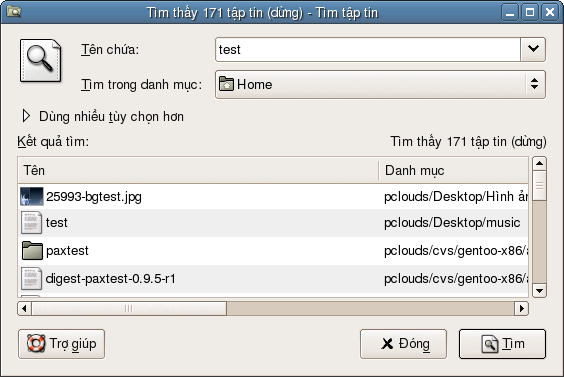 Tìm thấy 171 tập tin (dừng) - Tìm tập tin
Tên chứa: test
Tìm trong danh mục: Home
Dùng nhiều tùy chọn hơn
Kết quả tìm: Tìm thấy 171 tập tin (dừng)
Tên Danh mục
25993-bgtest.jpg pclouds/Desktop/Hình ản
test pclouds/Desktop/music
paxtest pclouds/cvs/gentoo-x86/a
digest-paxtest-0.9.5-r1 pclouds/cvs/gentoo-x86/a
Trợ giúp Đóng Tìm